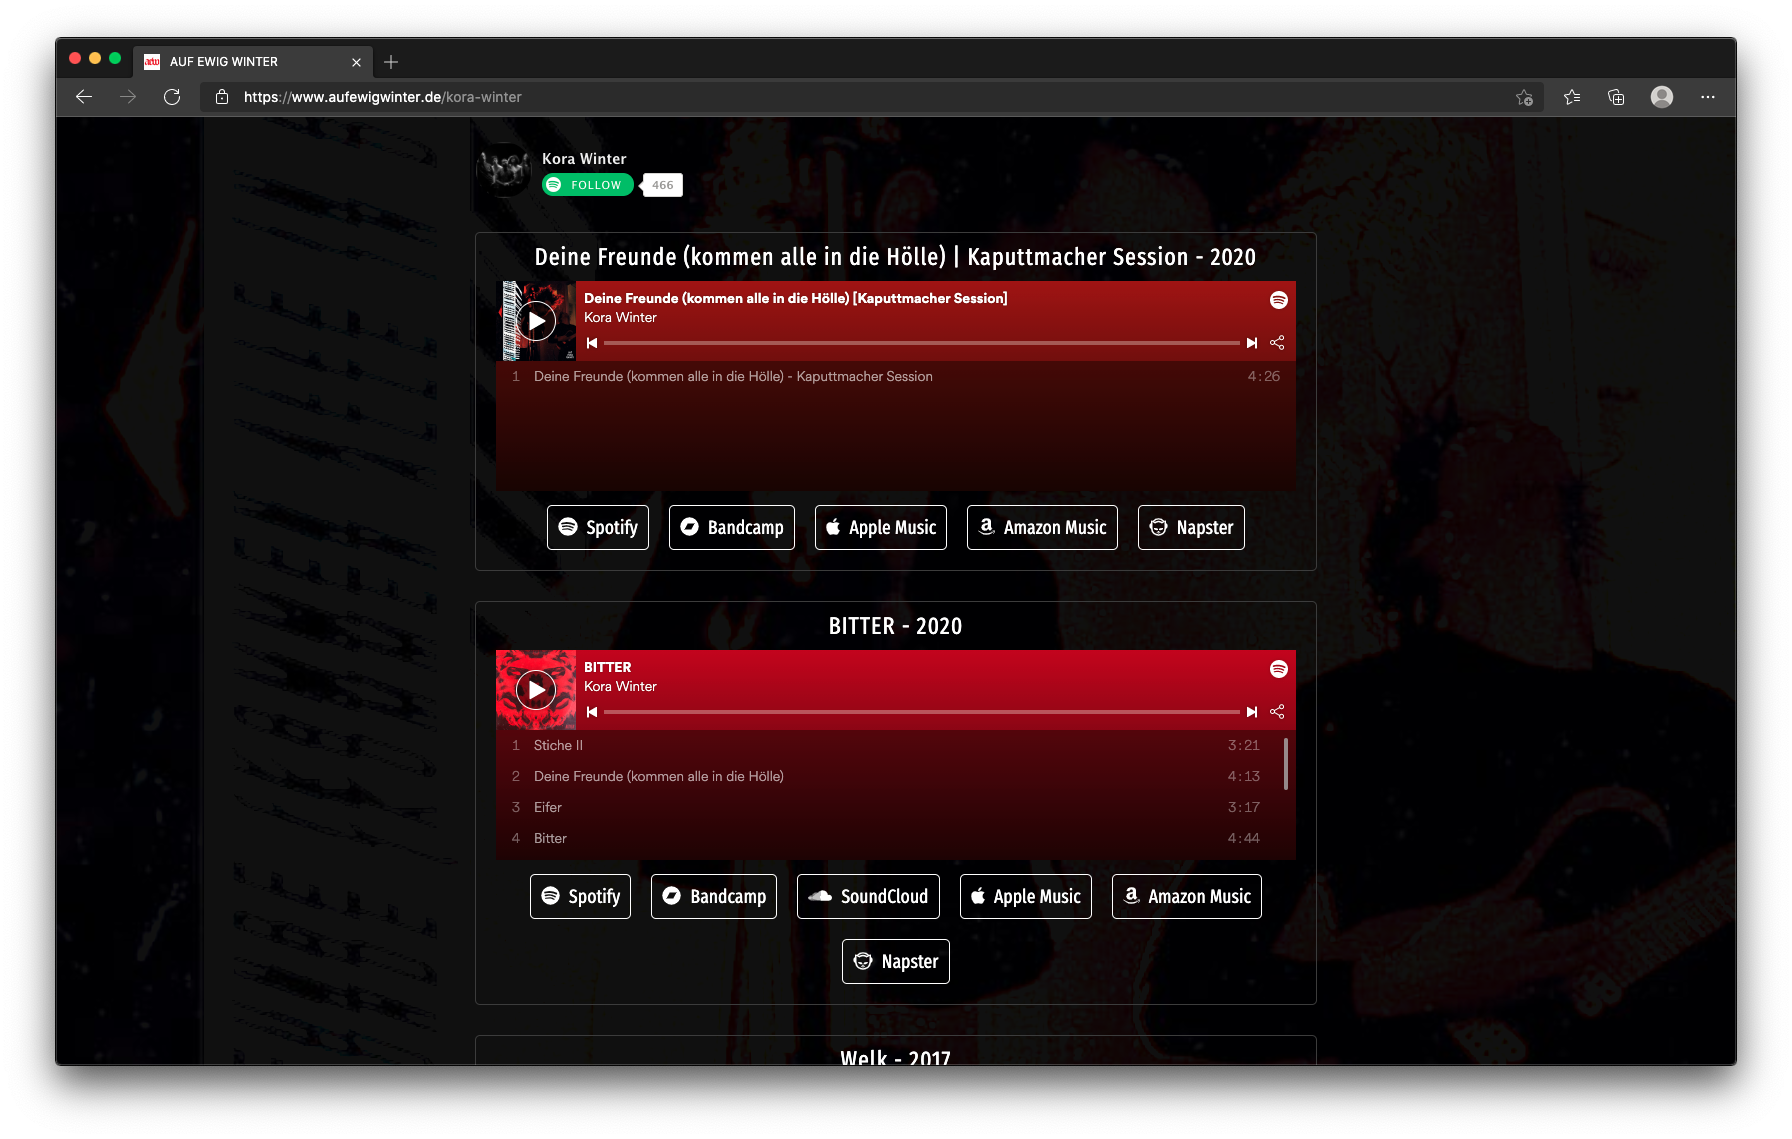 AUF EWIG WINTER
https://www.aufewigwinter.de/kora-winter
Kora Winter
FOLLOW 466
Deine Freunde (kommen alle in die Hölle) | Kaputtmacher Session - 2020
Deine Freunde (kommen alle in die Hölle) [Kaputtmacher Session]
Kora Winter
1 Deine Freunde (kommen alle in die Hölle) - Kaputtmacher Session 4:26
Spotify Bandcamp Apple Music Amazon Music Napster
BITTER - 2020
BITTER
Kora Winter
1 Stiche II 3:21
2 Deine Freunde (kommen alle in die Hölle) 4:13
3 Eifer 3:17
4 Bitter 4:44
Spotify Bandcamp SoundCloud Apple Music Amazon Music
Napster
Welk - 2017